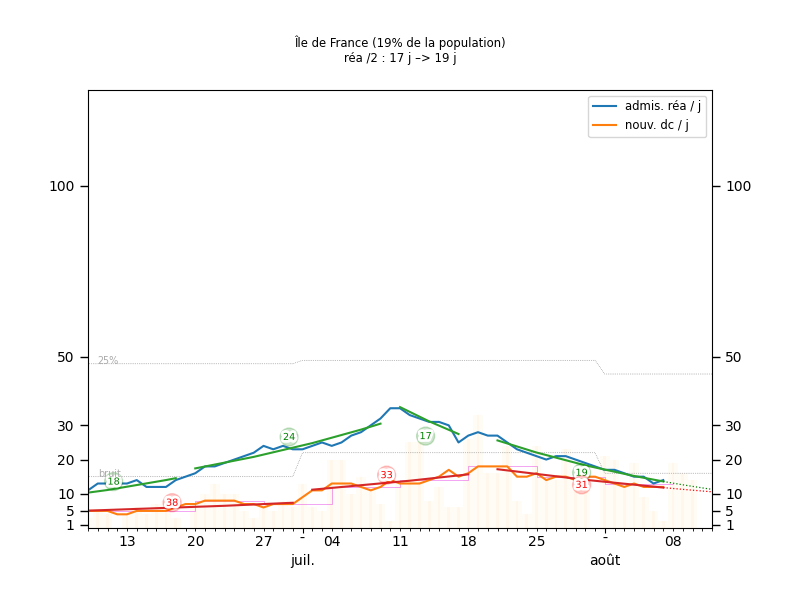 Île de France (19% de la population)
réa /2 : 17 j –> 19 j
admis. réa / j
nouv. dc / j
100 100
50 50
25%
30 30
24 17
20 20
bruit
18 33 19
31
10 10
38
5 5
1 1
13 20 27 - 04 11 18 25 - 08
juil. août